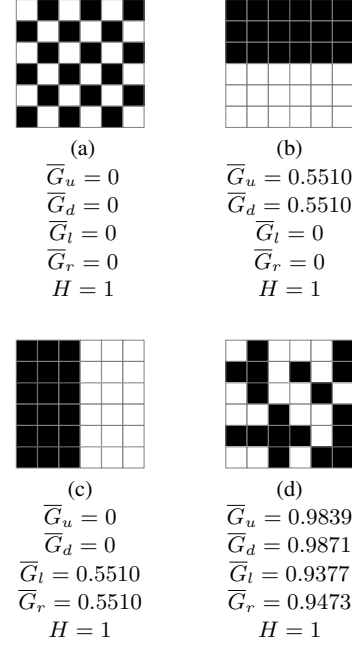 (a)
G̅u = 0
G̅d = 0
G̅l = 0
G̅r = 0
H = 1
(b)
G̅u = 0.5510
G̅d = 0.5510
G̅l = 0
G̅r = 0
H = 1
(c)
G̅u = 0
G̅d = 0
G̅l = 0.5510
G̅r = 0.5510
H = 1
(d)
G̅u = 0.9839
G̅d = 0.9871
G̅l = 0.9377
G̅r = 0.9473
H = 1